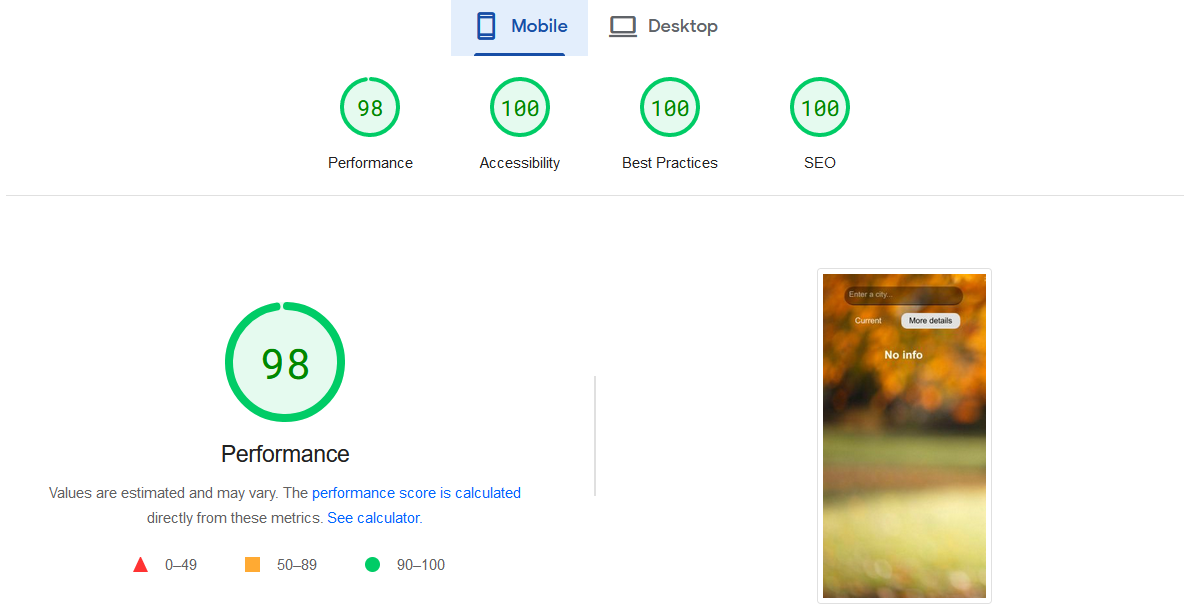 Mobile Desktop
98 100 100 100
Performance Accessibility Best Practices SEO
98
Performance
Values are estimated and may vary. The performance score is calculated
directly from these metrics. See calculator.
0–49 50–89 90–100
Enter a city...
Current More details
No info